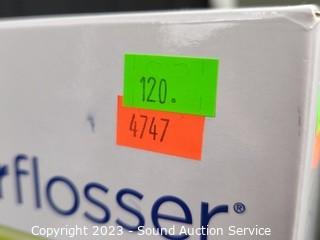 120.
4747
rflosser®
Copyright 2023 - Sound Auction Service